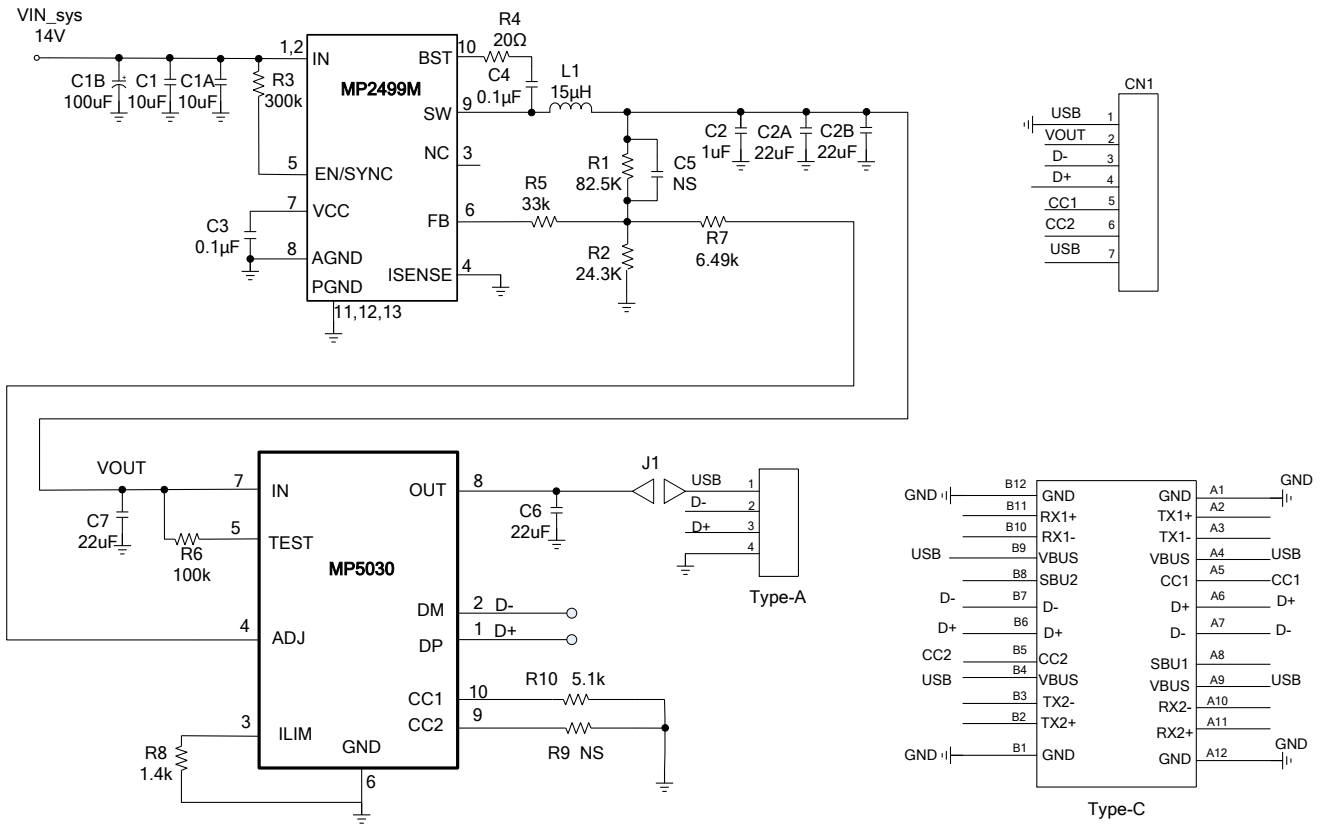 VIN_sys
14V
C1B
100uF
C1
10uF
C1A
10uF
R3
300k
1,2
IN
5
EN/SYNC
7
VCC
C3
0.1µF
8
AGND
PGND
11,12,13
MP2499M
BST
10
R4
20Ω
C4
0.1µF
SW
9
L1
15µH
NC
3
FB
6
R5
33k
ISENSE
4
R1
82.5K
C5
NS
R2
24.3K
R7
6.49k
C2
1uF
C2A
22uF
C2B
22uF
CN1
USB
1
VOUT
2
D-
3
D+
4
CC1
5
CC2
6
USB
7
VOUT
C7
22uF
R6
100k
7
IN
5
TEST
MP5030
4
ADJ
3
ILIM
R8
1.4k
GND
6
OUT
8
C6
22uF
J1
USB
1
D-
2
D+
3
4
Type-A
DM
2
D-
DP
1
D+
CC1
10
R10
5.1k
CC2
9
R9
NS
GND
B12
GND
B11
RX1+
B10
RX1-
USB
B9
VBUS
B8
SBU2
D-
B7
D-
D+
B6
D+
CC2
B5
CC2
USB
B4
VBUS
B3
TX2-
B2
TX2+
GND
B1
GND
GND
A1
GND
TX1+
A2
TX1-
A3
VBUS
A4
USB
CC1
A5
CC1
D+
A6
D+
D-
A7
D-
SBU1
A8
VBUS
A9
USB
RX2-
A10
RX2+
A11
GND
A12
GND
Type-C